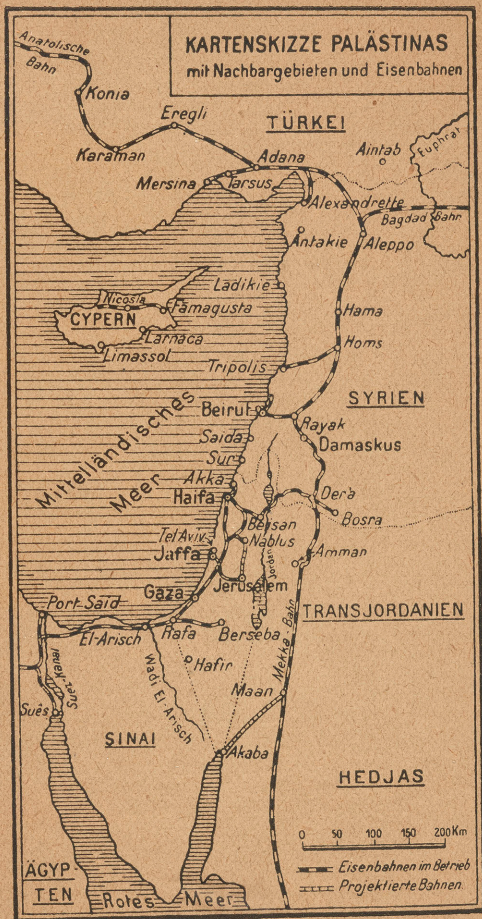 KARTENSKIZZE PALÄSTINAS
mit Nachbargebieten und Eisenbahnen
Anatolische
Bahn
Konia
Eregli
Karaman
TÜRKEI
Adana
Aintab
Euphrat
Mersina
Tarsus
Alexandrette
Bagdad Bahn
Antakie
Aleppo
Ladikie
Nicosia
Famagusta
CYPERN
Larnaca
Limassol
Hama
Homs
Tripolis
SYRIEN
Mittelländisches
Meer
Beirut
Rayak
Saida
Damaskus
Sur
Akka
Haifa
Der'a
Bosra
Beisan
Tel Aviv
Nablus
Jaffa
Amman
Jordan
Jerusalem
Gaza
TRANSJORDANIEN
Port-Saïd
El-Arisch
Rafa
Berseba
Hafir
Mekka-Bahn
Wadi El-Arisch
Maan
Suez-Kanal
Suês
SINAI
Akaba
HEDJAS
0 50 100 150 200 Km
Eisenbahnen im Betrieb
Projektierte Bahnen.
ÄGYP-
TEN
Rotes Meer